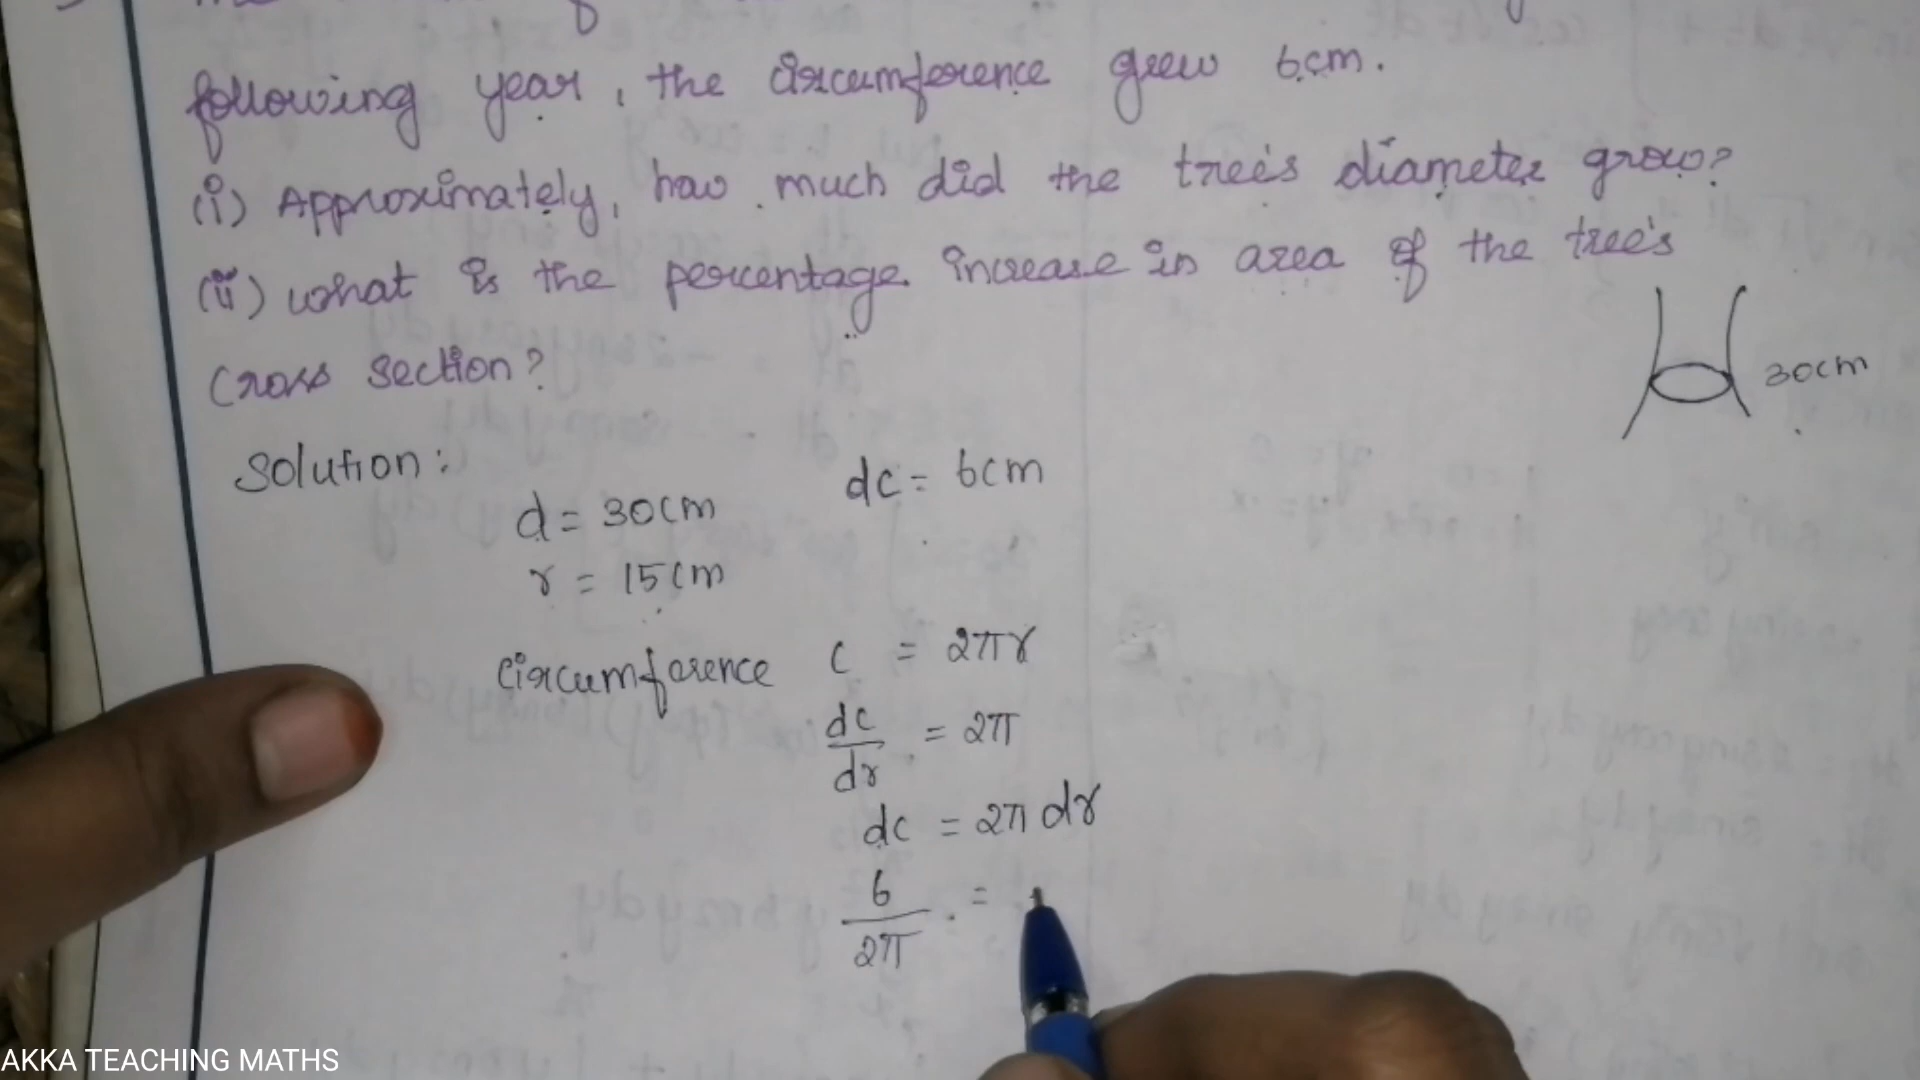 following year, the circumference grew 6cm.
(i) Approximately, how much did the tree's diameter grow?
(ii) what is the percentage increase in area of the tree's
Cross section?
30cm
Solution:
d = 30cm
dc = 6cm
r = 15cm
Circumference C = 2πr
dc/dr = 2π
dc = 2π dr
6/2π =
AKKA TEACHING MATHS